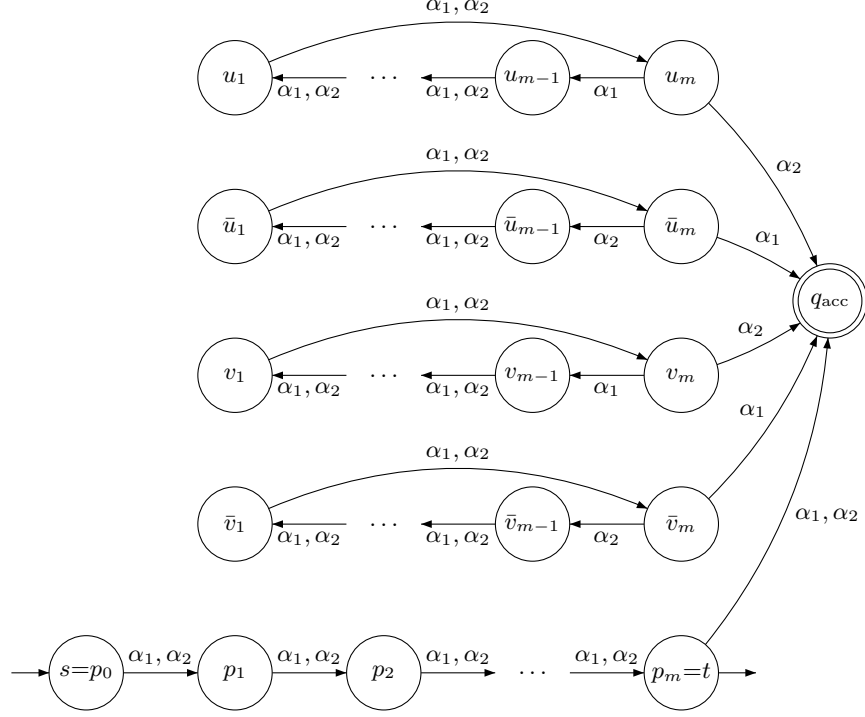 α₁, α₂
u₁ α₁, α₂ ⋯ α₁, α₂ uₘ₋₁ α₁ uₘ
α₂
α₁, α₂
ū₁ α₁, α₂ ⋯ α₁, α₂ ūₘ₋₁ α₂ ūₘ
α₁
q_acc
α₁, α₂
α₂
v₁ α₁, α₂ ⋯ α₁, α₂ vₘ₋₁ α₁ vₘ
α₁
α₁, α₂
v̄₁ α₁, α₂ ⋯ α₁, α₂ v̄ₘ₋₁ α₂ v̄ₘ
α₁, α₂
s=p₀ α₁, α₂ p₁ α₁, α₂ p₂ α₁, α₂ ⋯ α₁, α₂ pₘ=t